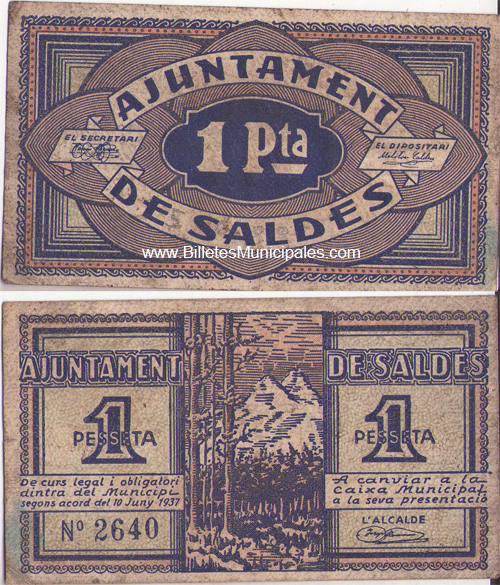 AJUNTAMENT
EL SECRETARI
1 Pta
EL DIPOSITARI
DE SALDES
www.BilletesMunicipales.com
AJUNTAMENT
DE SALDES
1
PESSETA
1
PESSETA
De curs legal i obligatori
dintra del Municipi
segons acord del 10 Juny 1937
Nº 2640
A canviar a la
Caixa Municipal
a la seva presentació
L'ALCALDE